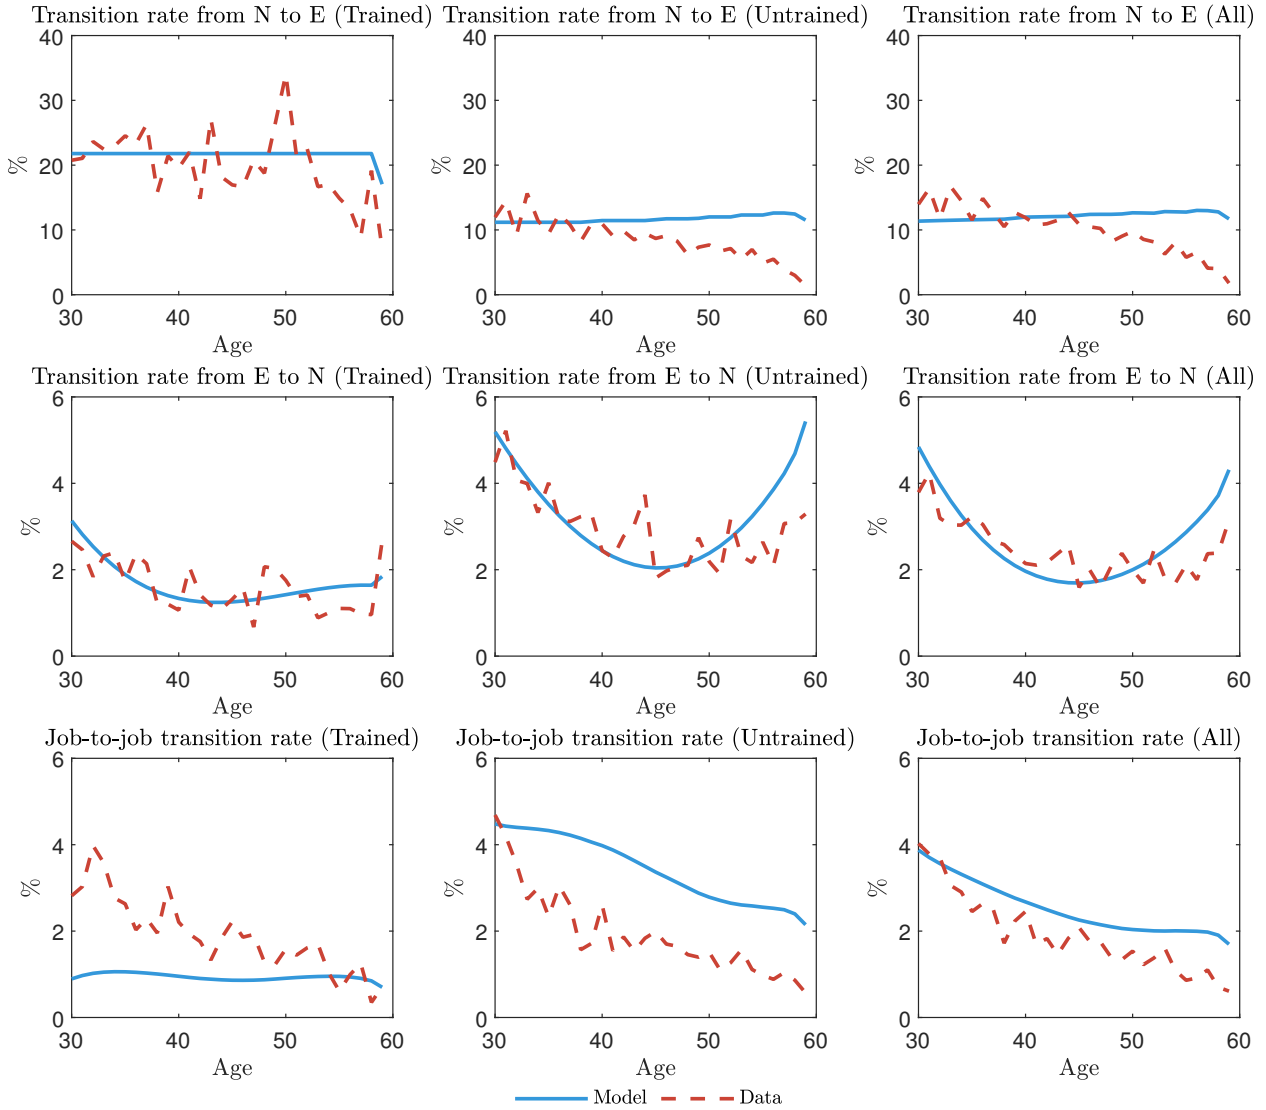 Transition rate from N to E (Trained)
Transition rate from N to E (Untrained)
Transition rate from N to E (All)
40
30
20
10
0
%
30 40 50 60
Age
40
30
20
10
0
%
30 40 50 60
Age
40
30
20
10
0
%
30 40 50 60
Age
Transition rate from E to N (Trained)
Transition rate from E to N (Untrained)
Transition rate from E to N (All)
6
4
2
0
%
30 40 50 60
Age
6
4
2
0
%
30 40 50 60
Age
6
4
2
0
%
30 40 50 60
Age
Job-to-job transition rate (Trained)
Job-to-job transition rate (Untrained)
Job-to-job transition rate (All)
6
4
2
0
%
30 40 50 60
Age
6
4
2
0
%
30 40 50 60
Age
6
4
2
0
%
30 40 50 60
Age
Model Data